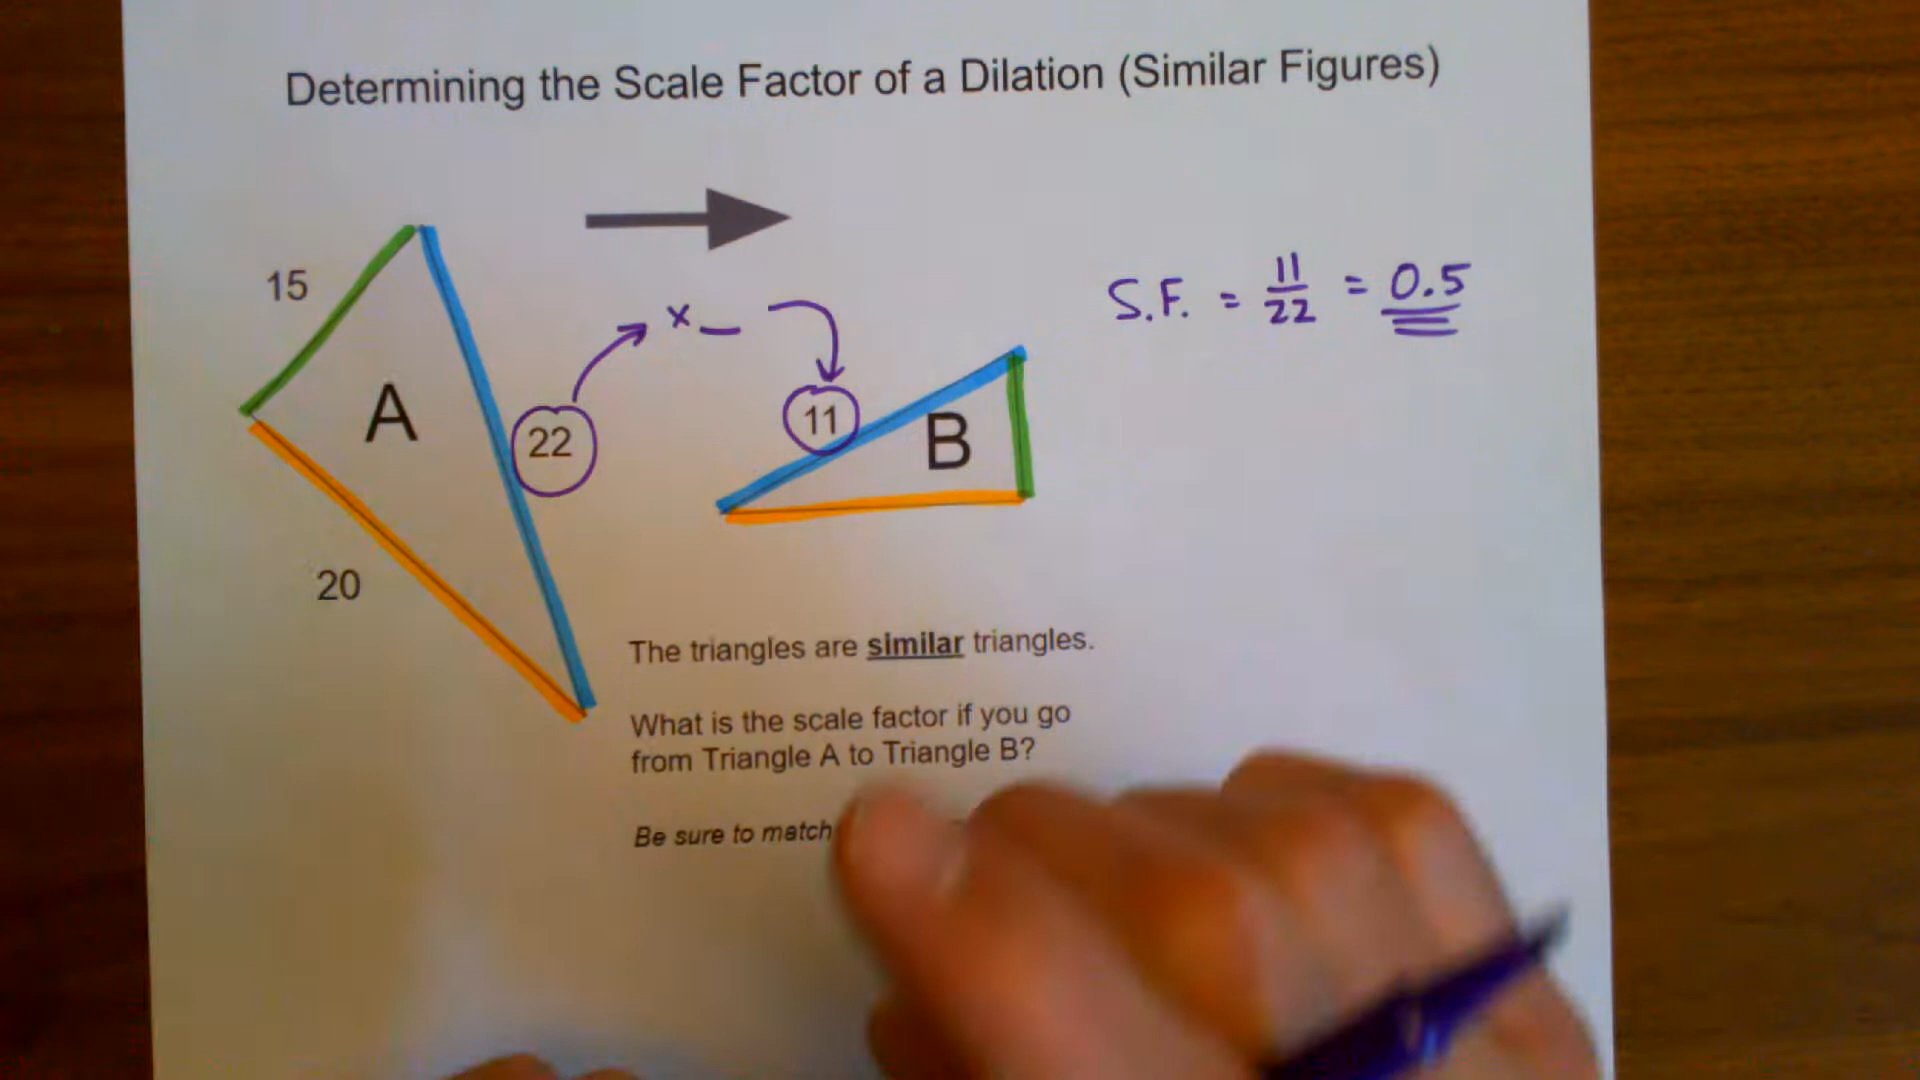 Determining the Scale Factor of a Dilation (Similar Figures)
15
A
22
20
x _
11
B
S.F. = 11/22 = 0.5
The triangles are similar triangles.
What is the scale factor if you go
from Triangle A to Triangle B?
Be sure to match